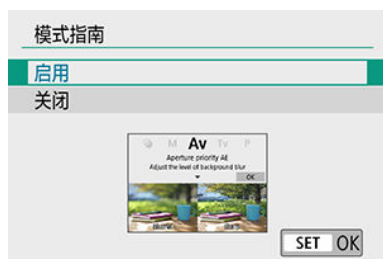 模式指南
启用
关闭
M Av Tv P
Aperture priority AE
Adjust the level of background blur
OK
SET OK